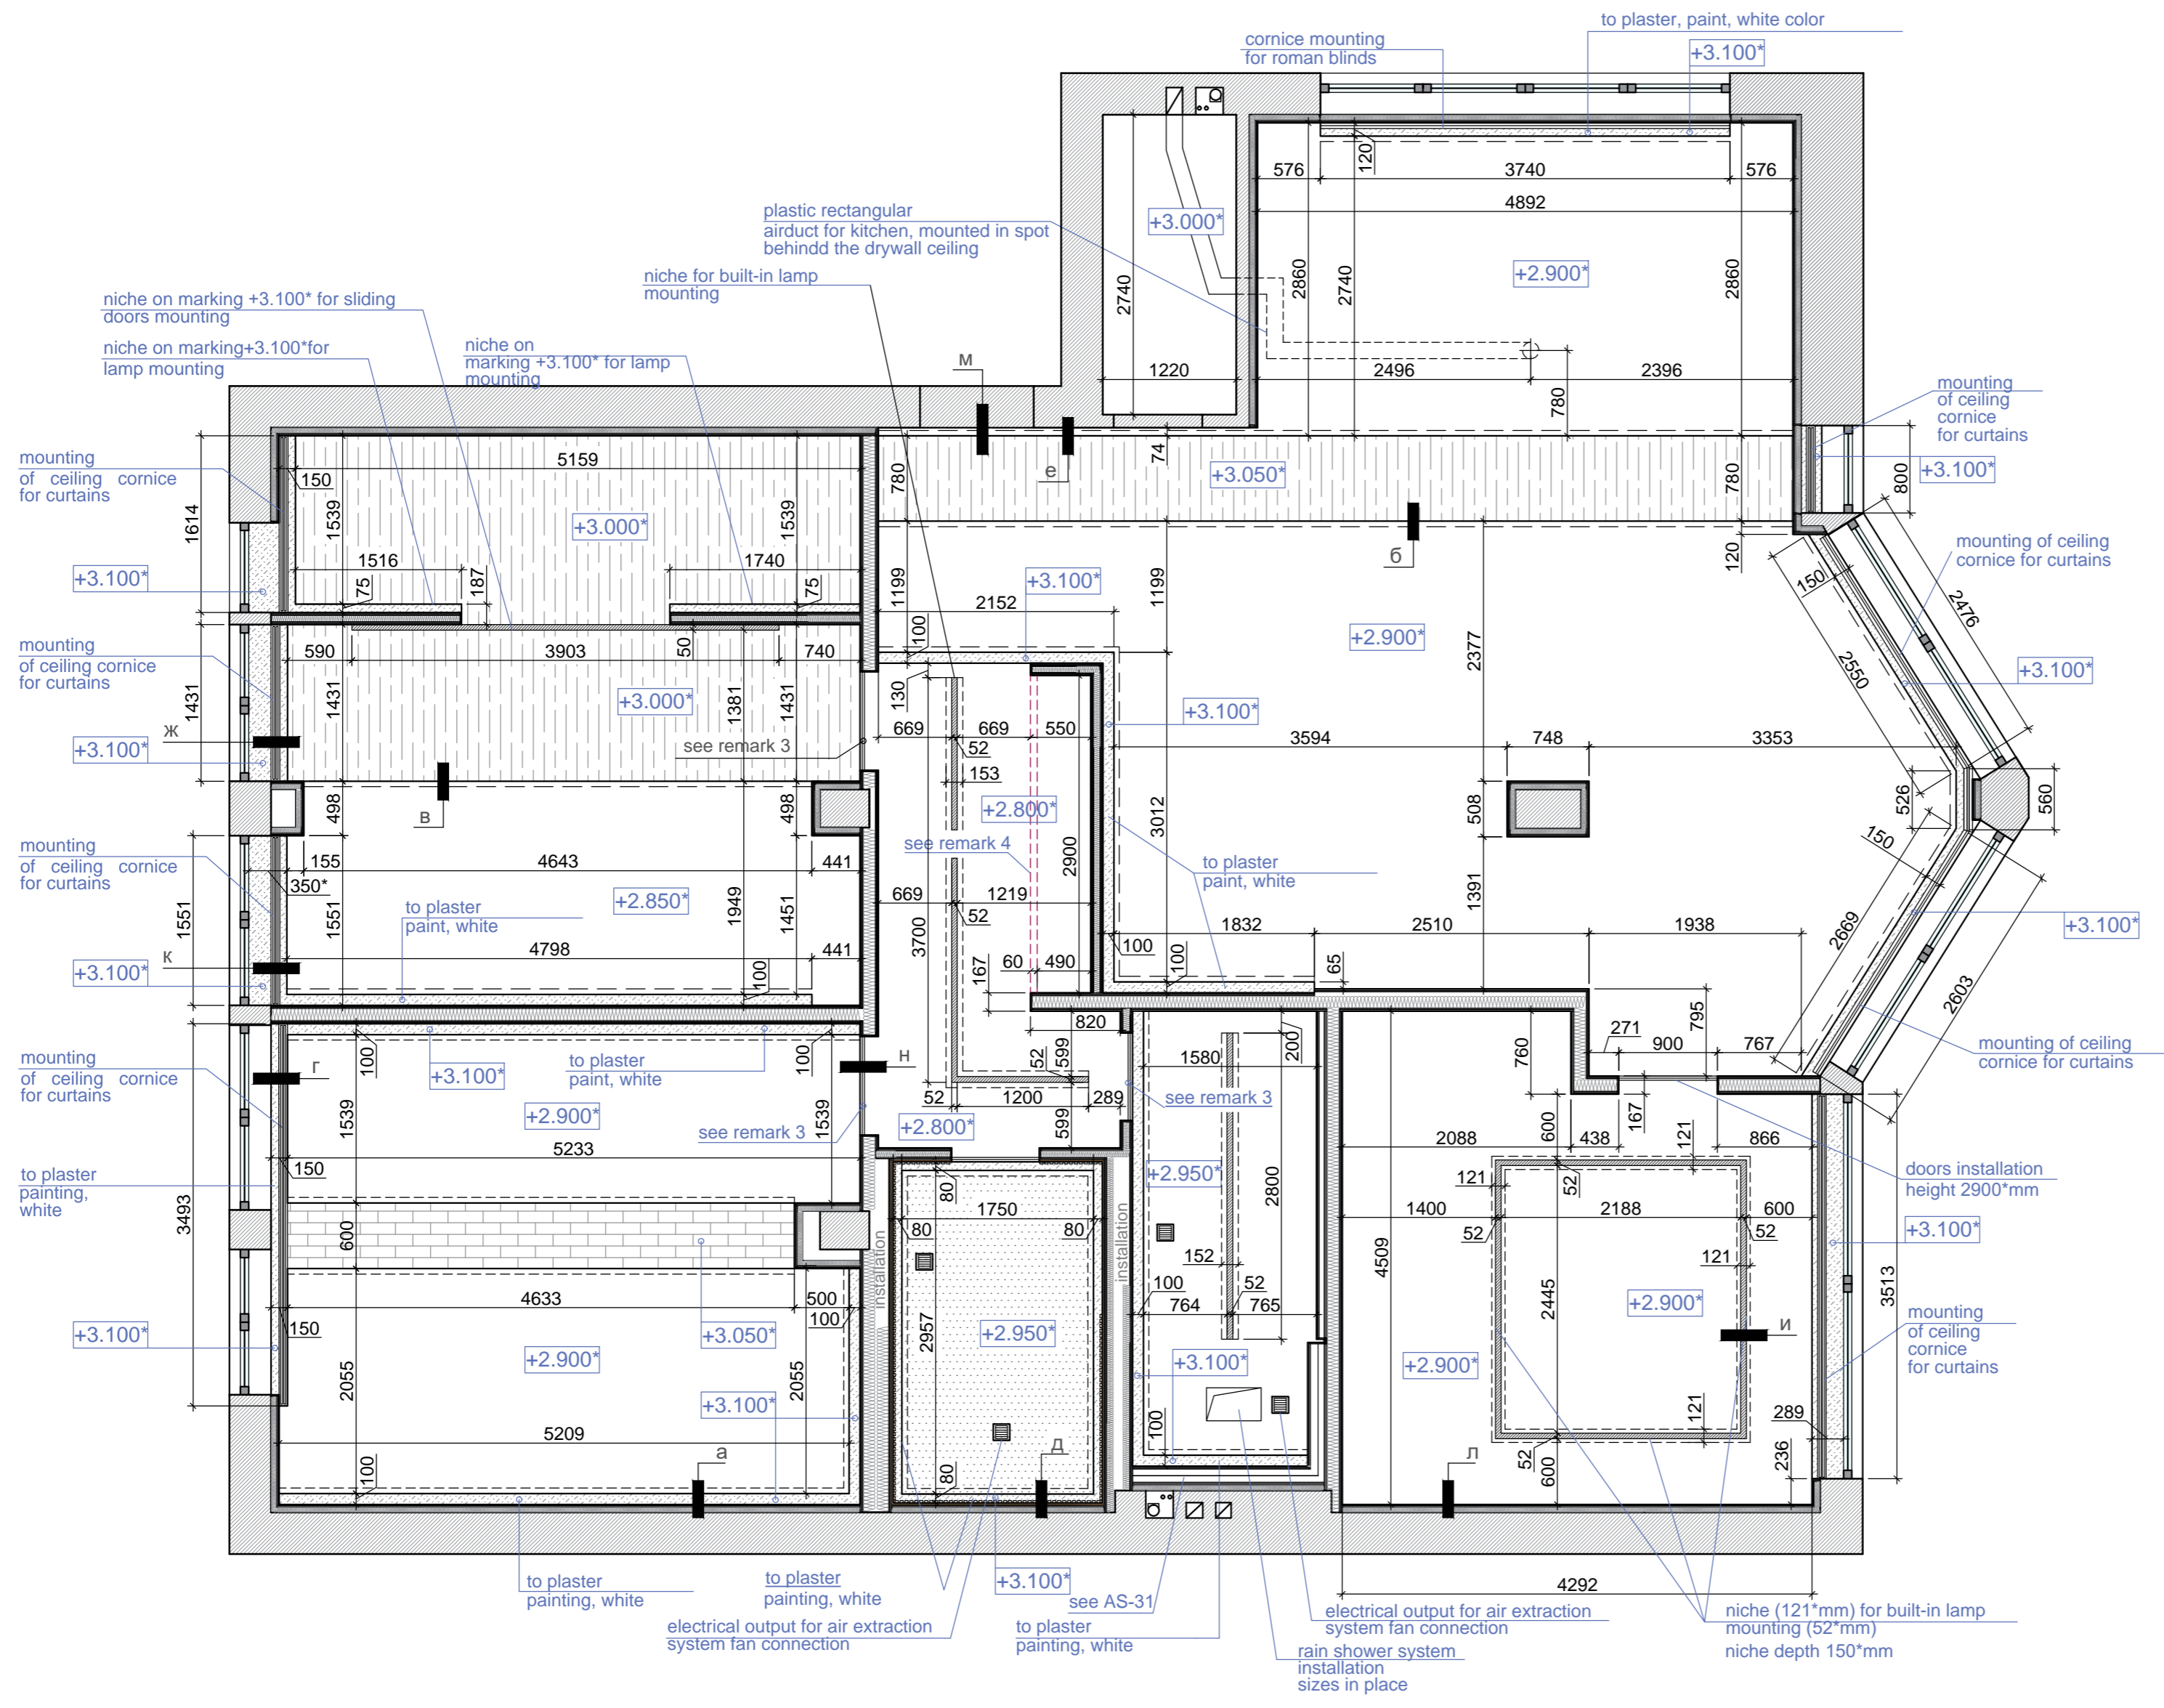 to plaster, paint, white color
+3.100*
cornice mounting
for roman blinds
120
576
3740
576
4892
plastic rectangular
airduct for kitchen, mounted in spot
behindd the drywall ceiling
+3.000*
2740
2860
2740
+2.900*
2860
niche for built-in lamp
mounting
niche on marking +3.100* for sliding
doors mounting
niche on marking+3.100*for
lamp mounting
niche on
marking +3.100* for lamp
mounting
м
1220
2496
2396
780
mounting
of ceiling
cornice
for curtains
+3.100*
800
mounting
of ceiling cornice
for curtains
5159
150
1614
1539
+3.000*
1539
780
е
74
+3.050*
780
б
120
1516
187
1740
75
75
+3.100*
1199
+3.100*
1199
2152
100
+2.900*
2377
150
mounting of ceiling
cornice for curtains
2476
2550
+3.100*
mounting
of ceiling cornice
for curtains
590
3903
50
740
1431
1431
+3.000*
1381
1431
130
+3.100*
ж
+3.100*
see remark 3
669
669
550
52
153
3594
748
3353
498
в
498
+2.800*
see remark 4
2900
3012
508
526
560
150
mounting
of ceiling cornice
for curtains
155
4643
441
350*
+2.850*
1551
1551
1949
1451
to plaster
paint, white
669
1219
52
3700
to plaster
paint, white
1391
1832
2510
1938
2669
+3.100*
к
+3.100*
4798
441
100
167
60
490
100
100
65
2603
820
795
271
900
767
760
mounting of ceiling
cornice for curtains
mounting
of ceiling cornice
for curtains
г
100
+3.100*
to plaster
paint, white
100
н
52
599
1580
200
52
1200
289
see remark 3
+2.800*
599
1539
+2.900*
see remark 3
1539
5233
150
3493
to plaster
painting,
white
600
167
121
2088
438
866
doors installation
height 2900*mm
+2.950*
2800
121
52
1400
2188
600
52
52
121
+3.100*
80
1750
80
80
installation
installation
600
152
100
52
764
765
4509
2445
+2.900*
3513
4633
500
100
150
+3.050*
+3.100*
2957
+2.950*
+2.900*
2055
2055
+3.100*
+3.100*
+2.900*
и
mounting
of ceiling
cornice
for curtains
5209
100
а
80
д
100
л
52
600
121
289
236
4292
to plaster
painting, white
to plaster
painting, white
+3.100*
see AS-31
electrical output for air extraction
system fan connection
to plaster
painting, white
electrical output for air extraction
system fan connection
rain shower system
installation
sizes in place
niche (121*mm) for built-in lamp
mounting (52*mm)
niche depth 150*mm